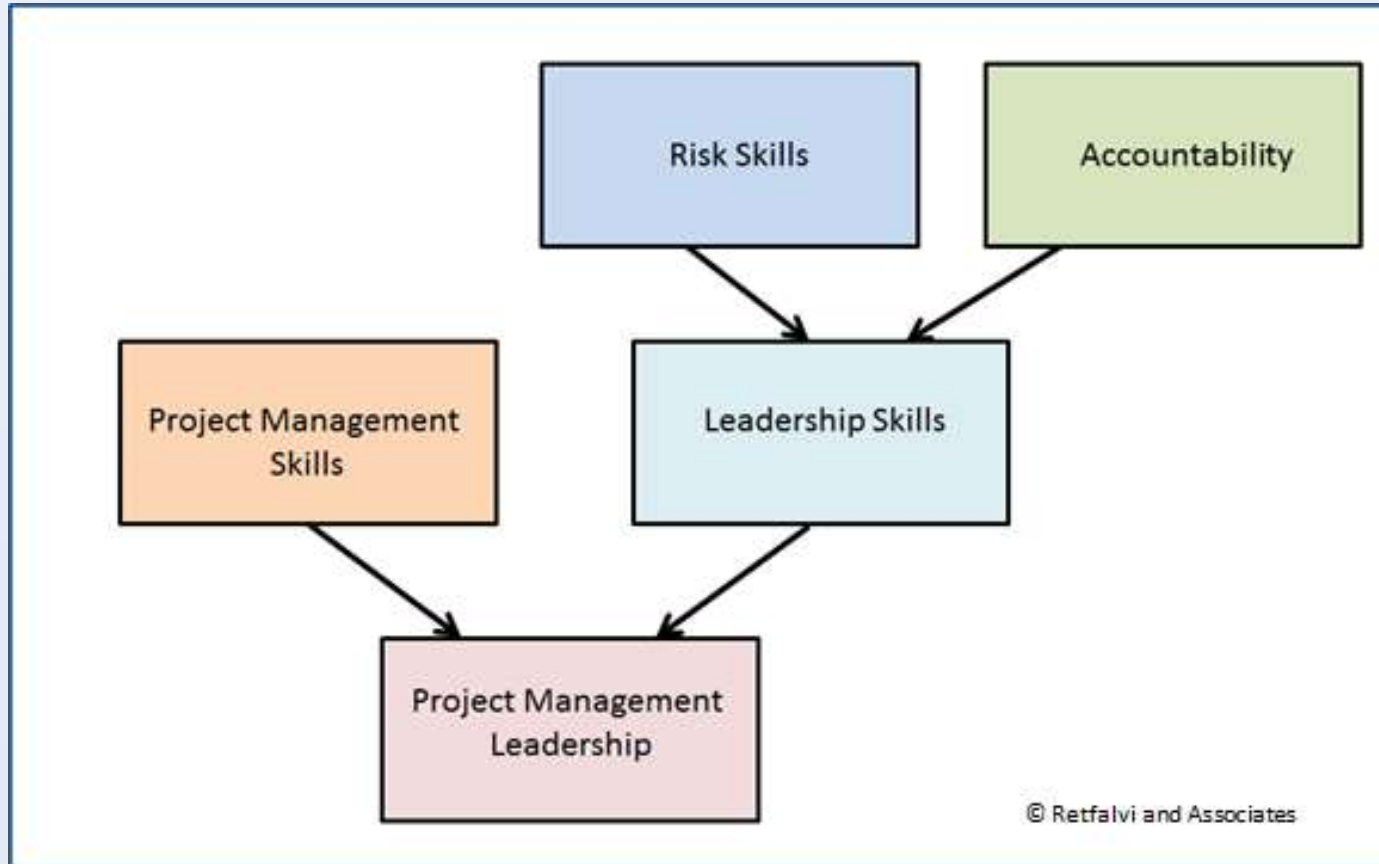 Risk Skills
Accountability
Project Management
Skills
Leadership Skills
Project Management
Leadership
© Retfalvi and Associates